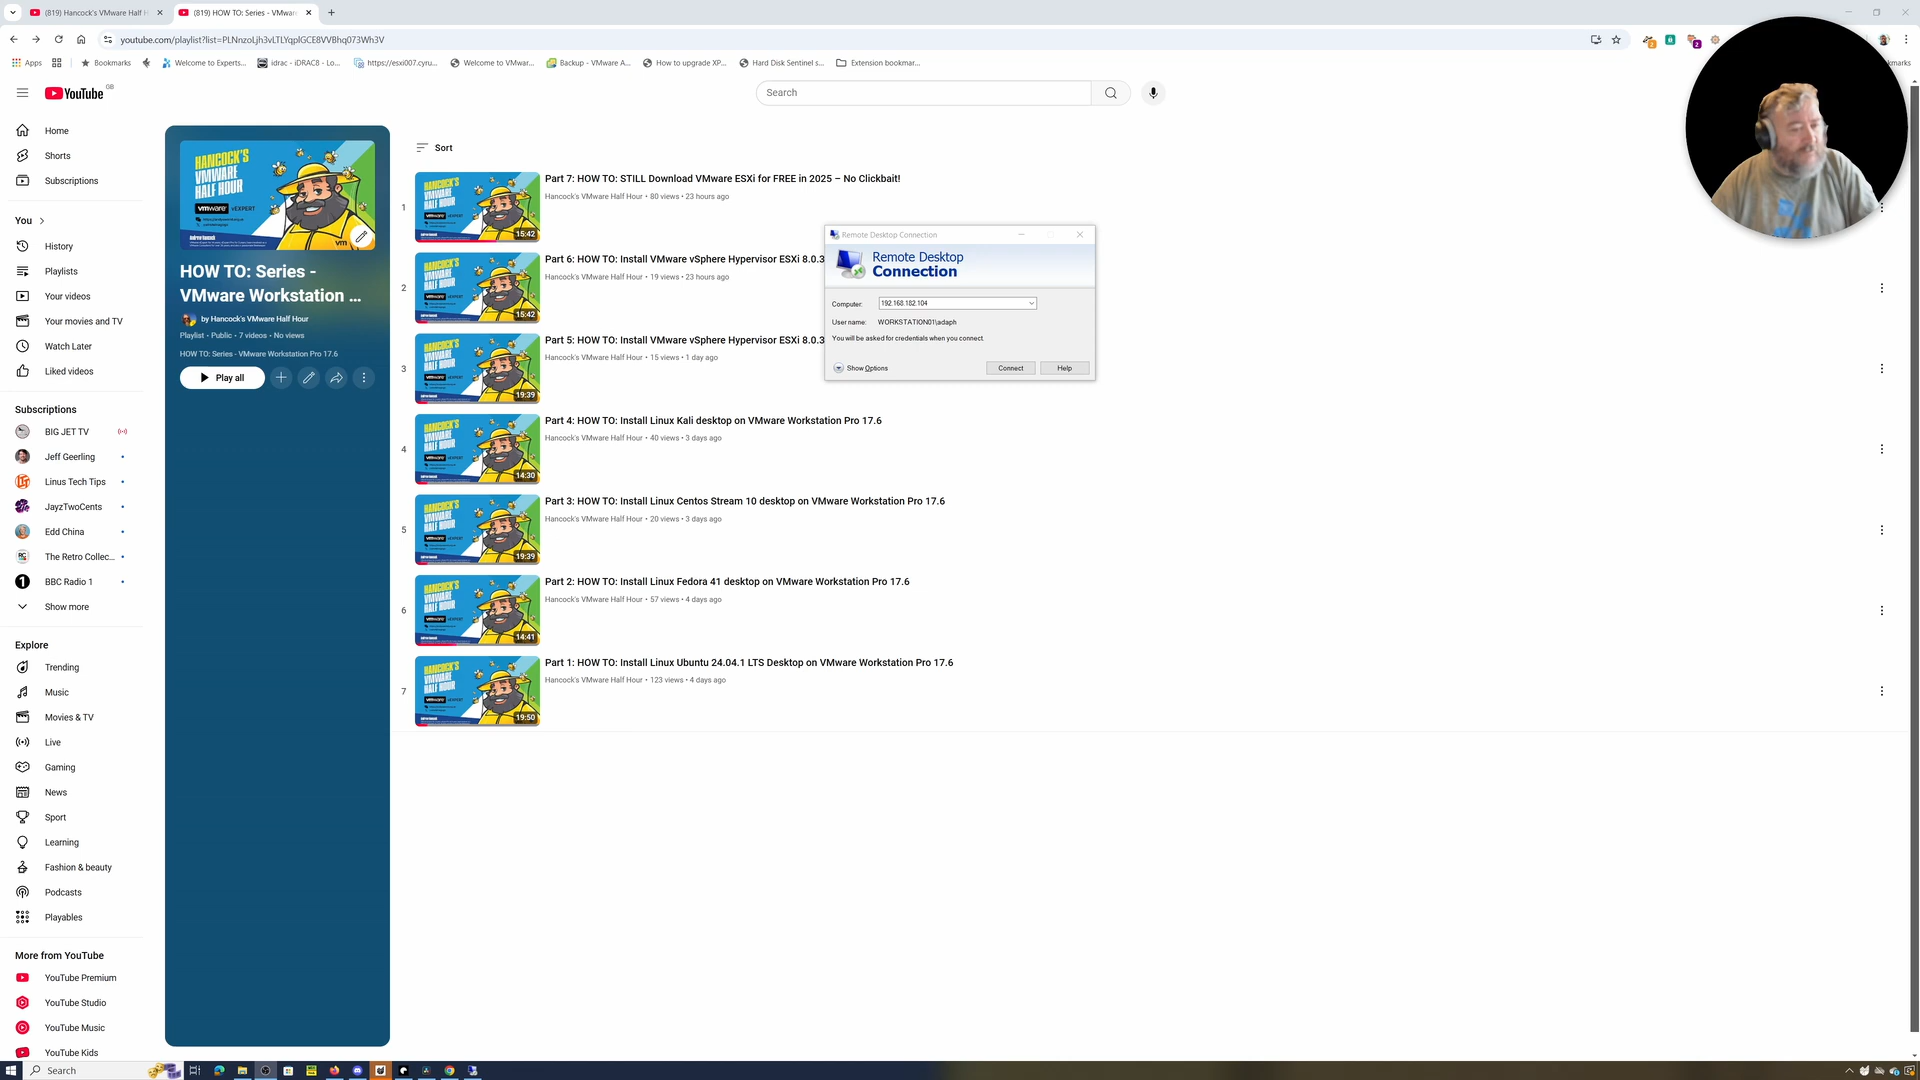 (819) Hancock's VMware Half H
(819) HOW TO: Series - VMwar
youtube.com/playlist?list=PLNnzoLjh3vLTLYqplGCE8VVBhq073Wh3V
Apps
Bookmarks
Welcome to Experts...
idrac - iDRAC8 - Lo...
https://esxi007.cyru...
Welcome to VMwar...
Backup - VMware A...
How to upgrade XP...
Hard Disk Sentinel s...
Extension bookmar...
YouTube GB
Search
Home
Shorts
Subscriptions
You
History
Playlists
Your videos
Your movies and TV
Watch Later
Liked videos
Subscriptions
BIG JET TV
Jeff Geerling
Linus Tech Tips
JayzTwoCents
Edd China
The Retro Collec...
BBC Radio 1
Show more
Explore
Trending
Music
Movies & TV
Live
Gaming
News
Sport
Learning
Fashion & beauty
Podcasts
Playables
More from YouTube
YouTube Premium
YouTube Studio
YouTube Music
YouTube Kids
HANCOCK'S
VMWARE
HALF HOUR
vmware vEXPERT
HOW TO: Series -
VMware Workstation ...
by Hancock's VMware Half Hour
Playlist • Public • 7 videos • No views
HOW TO: Series - VMware Workstation Pro 17.6
Play all
Sort
1
15:42
Part 7: HOW TO: STILL Download VMware ESXi for FREE in 2025 – No Clickbait!
Hancock's VMware Half Hour • 80 views • 23 hours ago
2
15:42
Part 6: HOW TO: Install VMware vSphere Hypervisor ESXi 8.0.3
Hancock's VMware Half Hour • 19 views • 23 hours ago
3
19:39
Part 5: HOW TO: Install VMware vSphere Hypervisor ESXi 8.0.3
Hancock's VMware Half Hour • 15 views • 1 day ago
4
14:30
Part 4: HOW TO: Install Linux Kali desktop on VMware Workstation Pro 17.6
Hancock's VMware Half Hour • 40 views • 3 days ago
5
19:39
Part 3: HOW TO: Install Linux Centos Stream 10 desktop on VMware Workstation Pro 17.6
Hancock's VMware Half Hour • 20 views • 3 days ago
6
14:41
Part 2: HOW TO: Install Linux Fedora 41 desktop on VMware Workstation Pro 17.6
Hancock's VMware Half Hour • 57 views • 4 days ago
7
19:50
Part 1: HOW TO: Install Linux Ubuntu 24.04.1 LTS Desktop on VMware Workstation Pro 17.6
Hancock's VMware Half Hour • 123 views • 4 days ago
Remote Desktop Connection
Remote Desktop
Connection
Computer: 192.168.182.104
User name: WORKSTATION01\adaph
You will be asked for credentials when you connect.
Show Options
Connect
Help
Search